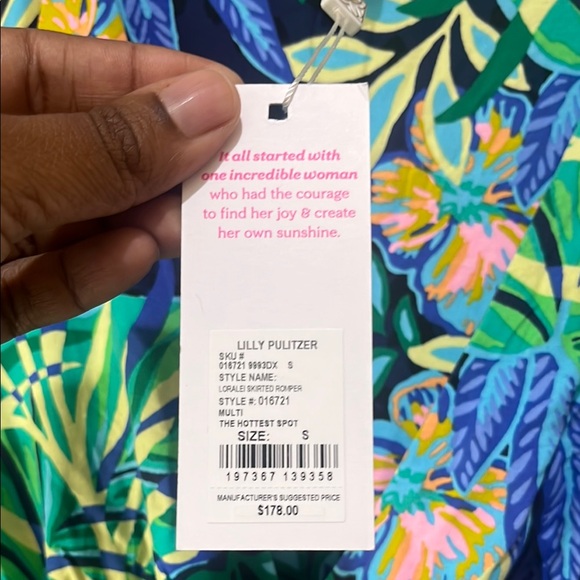 It all started with
one incredible woman
who had the courage
to find her joy & create
her own sunshine.
LILLY PULITZER
SKU #
016721 9993DX S
STYLE NAME:
LORALEI SKIRTED ROMPER
STYLE #: 016721
MULTI
THE HOTTEST SPOT
SIZE: S
197367 139358
MANUFACTURER'S SUGGESTED PRICE
$178.00